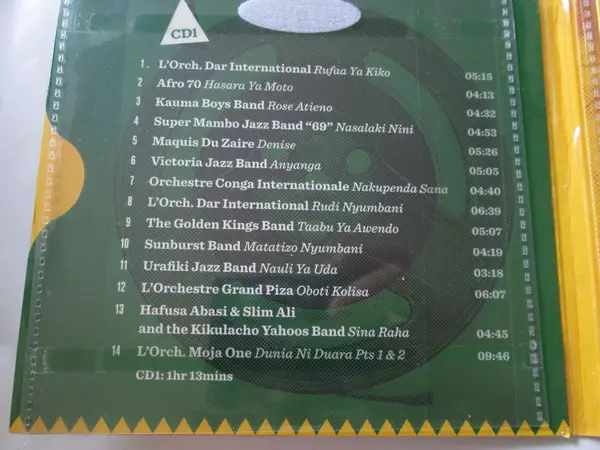 CD1
1. L'Orch. Dar International Rufaa Ya Kiko 05:15
2 Afro 70 Hasara Ya Moto 04:13
3 Kauma Boys Band Rose Atieno 04:32
4 Super Mambo Jazz Band "69" Nasalaki Nini 04:53
5 Maquis Du Zaire Denise 05:26
6 Victoria Jazz Band Anyanga 05:05
7 Orchestre Conga Internationale Nakupenda Sana 04:40
8 L'Orch. Dar International Rudi Nyumbani 06:39
9 The Golden Kings Band Taabu Ya Awendo 05:07
10 Sunburst Band Matatizo Nyumbani 04:19
11 Urafiki Jazz Band Nauli Ya Uda 03:18
12 L'Orchestre Grand Piza Oboti Kolisa 06:07
13 Hafusa Abasi & Slim Ali
and the Kikulacho Yahoos Band Sina Raha 04:45
14 L'Orch. Moja One Dunia Ni Duara Pts 1 & 2 09:46
CD1: 1hr 13mins